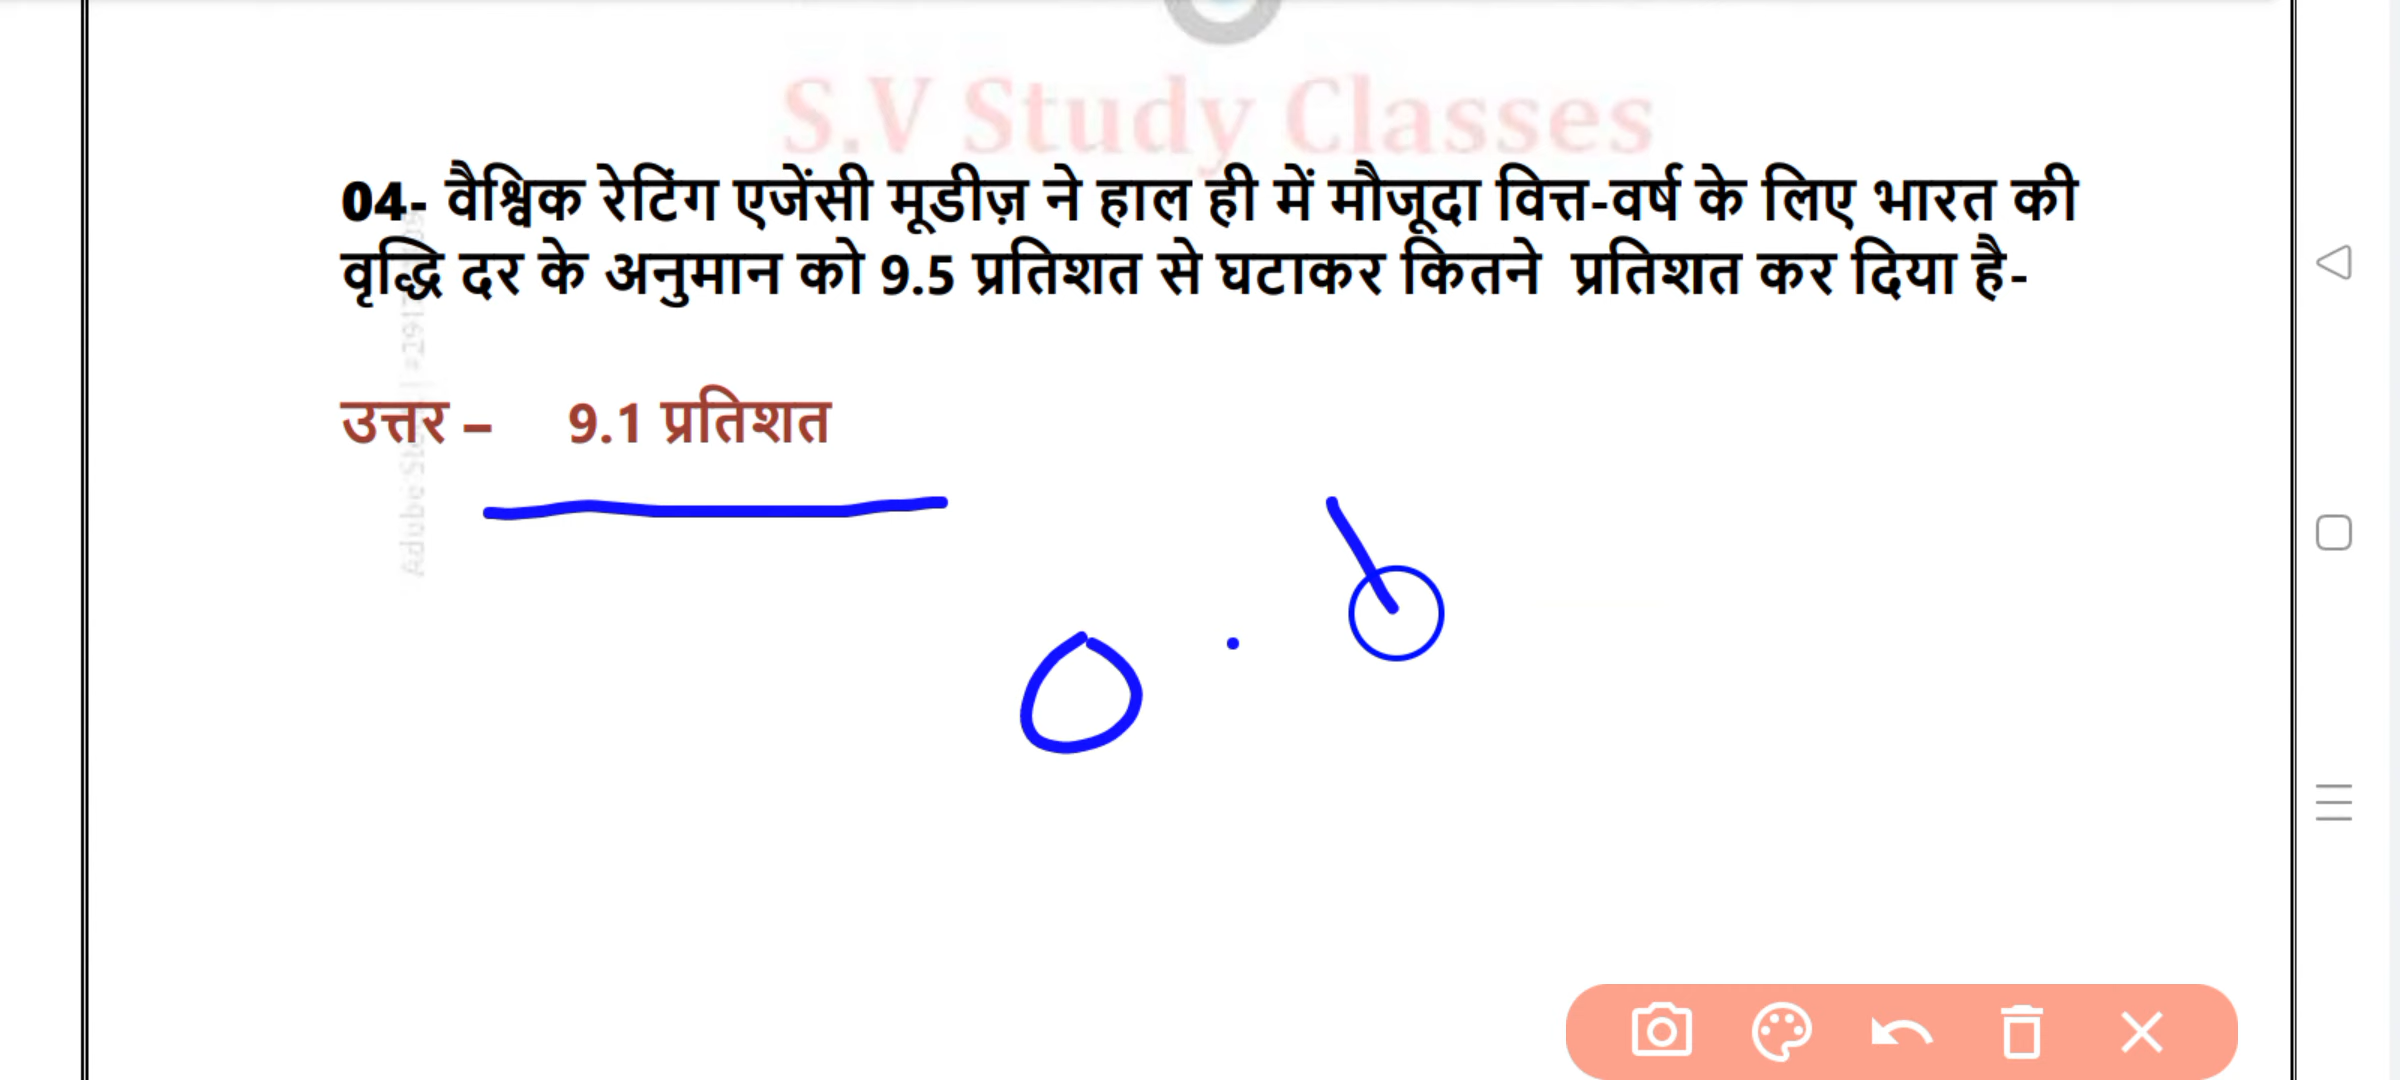 S.V Study Classes
04- वैश्विक रेटिंग एजेंसी मूडीज़ ने हाल ही में मौजूदा वित्त-वर्ष के लिए भारत की
वृद्धि दर के अनुमान को 9.5 प्रतिशत से घटाकर कितने प्रतिशत कर दिया है-
उत्तर – 9.1 प्रतिशत